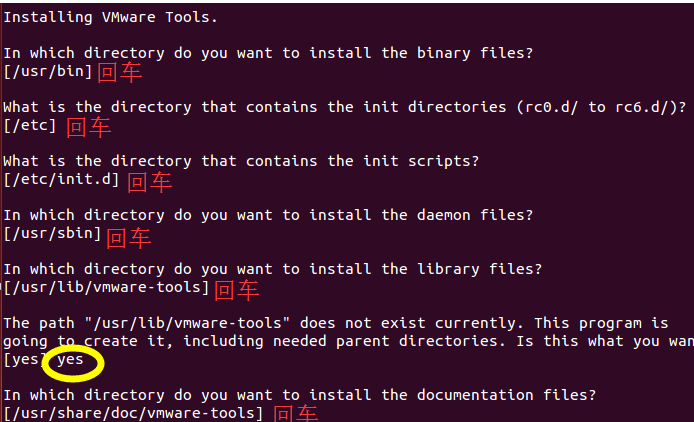 Installing VMware Tools.
In which directory do you want to install the binary files?
[/usr/bin] 回车
What is the directory that contains the init directories (rc0.d/ to rc6.d/)?
[/etc] 回车
What is the directory that contains the init scripts?
[/etc/init.d] 回车
In which directory do you want to install the daemon files?
[/usr/sbin] 回车
In which directory do you want to install the library files?
[/usr/lib/vmware-tools] 回车
The path "/usr/lib/vmware-tools" does not exist currently. This program is
going to create it, including needed parent directories. Is this what you wan
[yes] yes
In which directory do you want to install the documentation files?
[/usr/share/doc/vmware-tools] 回车